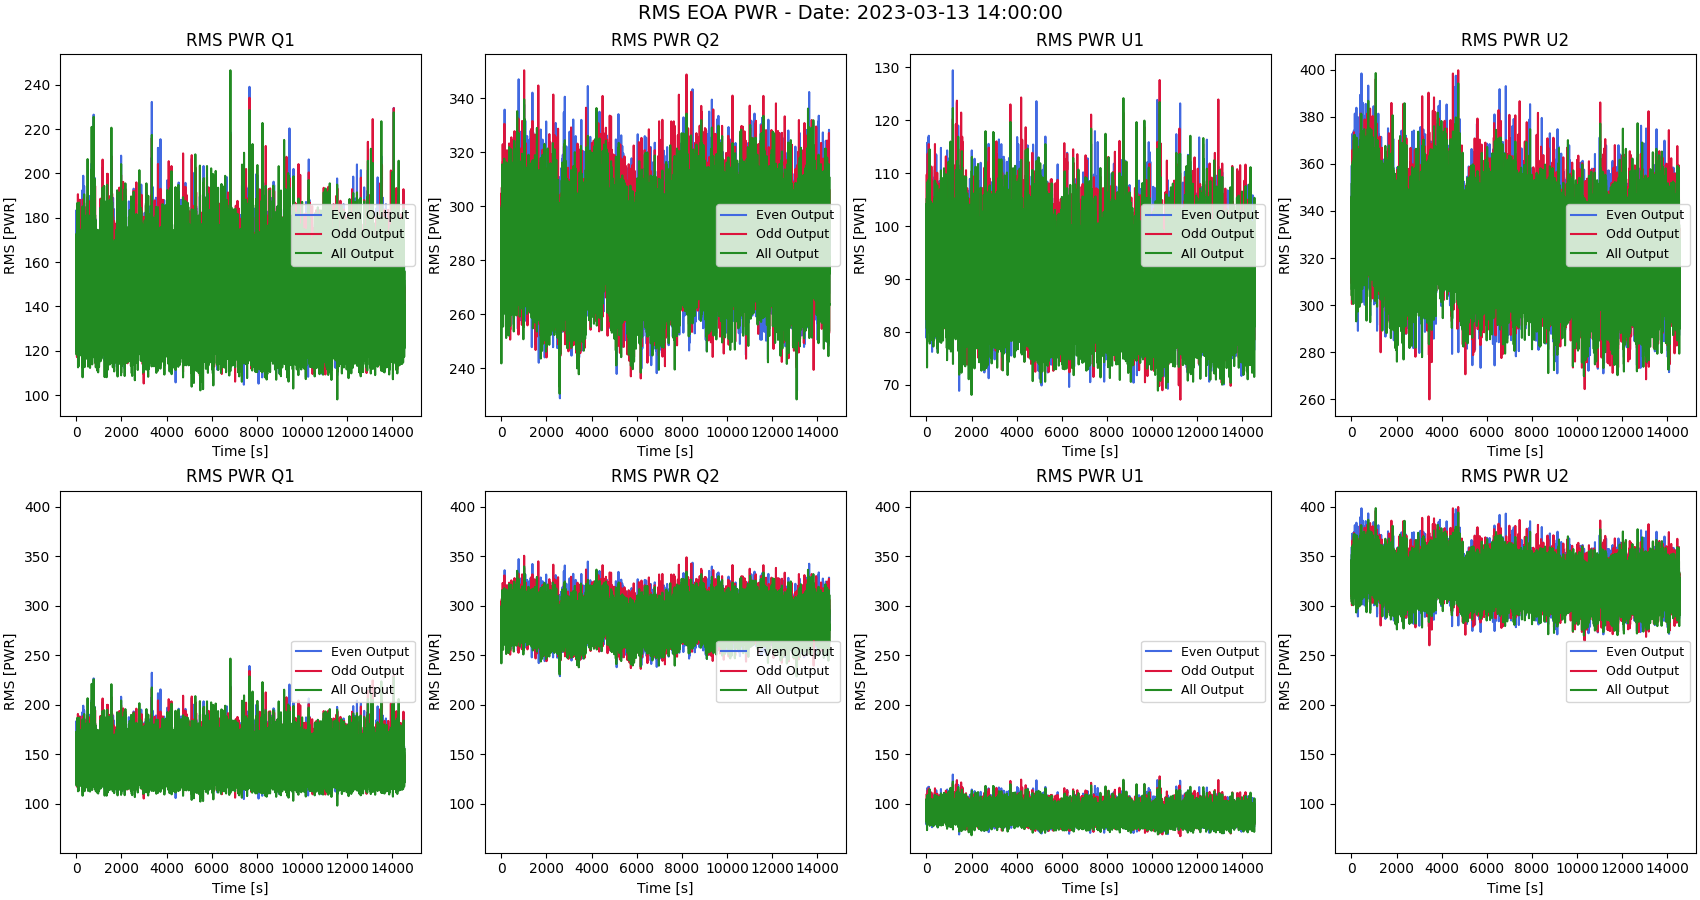 RMS EOA PWR - Date: 2023-03-13 14:00:00
RMS PWR Q1
RMS [PWR]
240
220
200
180
160
140
120
100
0 2000 4000 6000 8000 10000 12000 14000
Time [s]
Even Output
Odd Output
All Output
RMS PWR Q2
RMS [PWR]
340
320
300
280
260
240
0 2000 4000 6000 8000 10000 12000 14000
Time [s]
Even Output
Odd Output
All Output
RMS PWR U1
RMS [PWR]
130
120
110
100
90
80
70
0 2000 4000 6000 8000 10000 12000 14000
Time [s]
Even Output
Odd Output
All Output
RMS PWR U2
RMS [PWR]
400
380
360
340
320
300
280
260
0 2000 4000 6000 8000 10000 12000 14000
Time [s]
Even Output
Odd Output
All Output
RMS PWR Q1
RMS [PWR]
400
350
300
250
200
150
100
0 2000 4000 6000 8000 10000 12000 14000
Time [s]
Even Output
Odd Output
All Output
RMS PWR Q2
RMS [PWR]
400
350
300
250
200
150
100
0 2000 4000 6000 8000 10000 12000 14000
Time [s]
Even Output
Odd Output
All Output
RMS PWR U1
RMS [PWR]
400
350
300
250
200
150
100
0 2000 4000 6000 8000 10000 12000 14000
Time [s]
Even Output
Odd Output
All Output
RMS PWR U2
RMS [PWR]
400
350
300
250
200
150
100
0 2000 4000 6000 8000 10000 12000 14000
Time [s]
Even Output
Odd Output
All Output